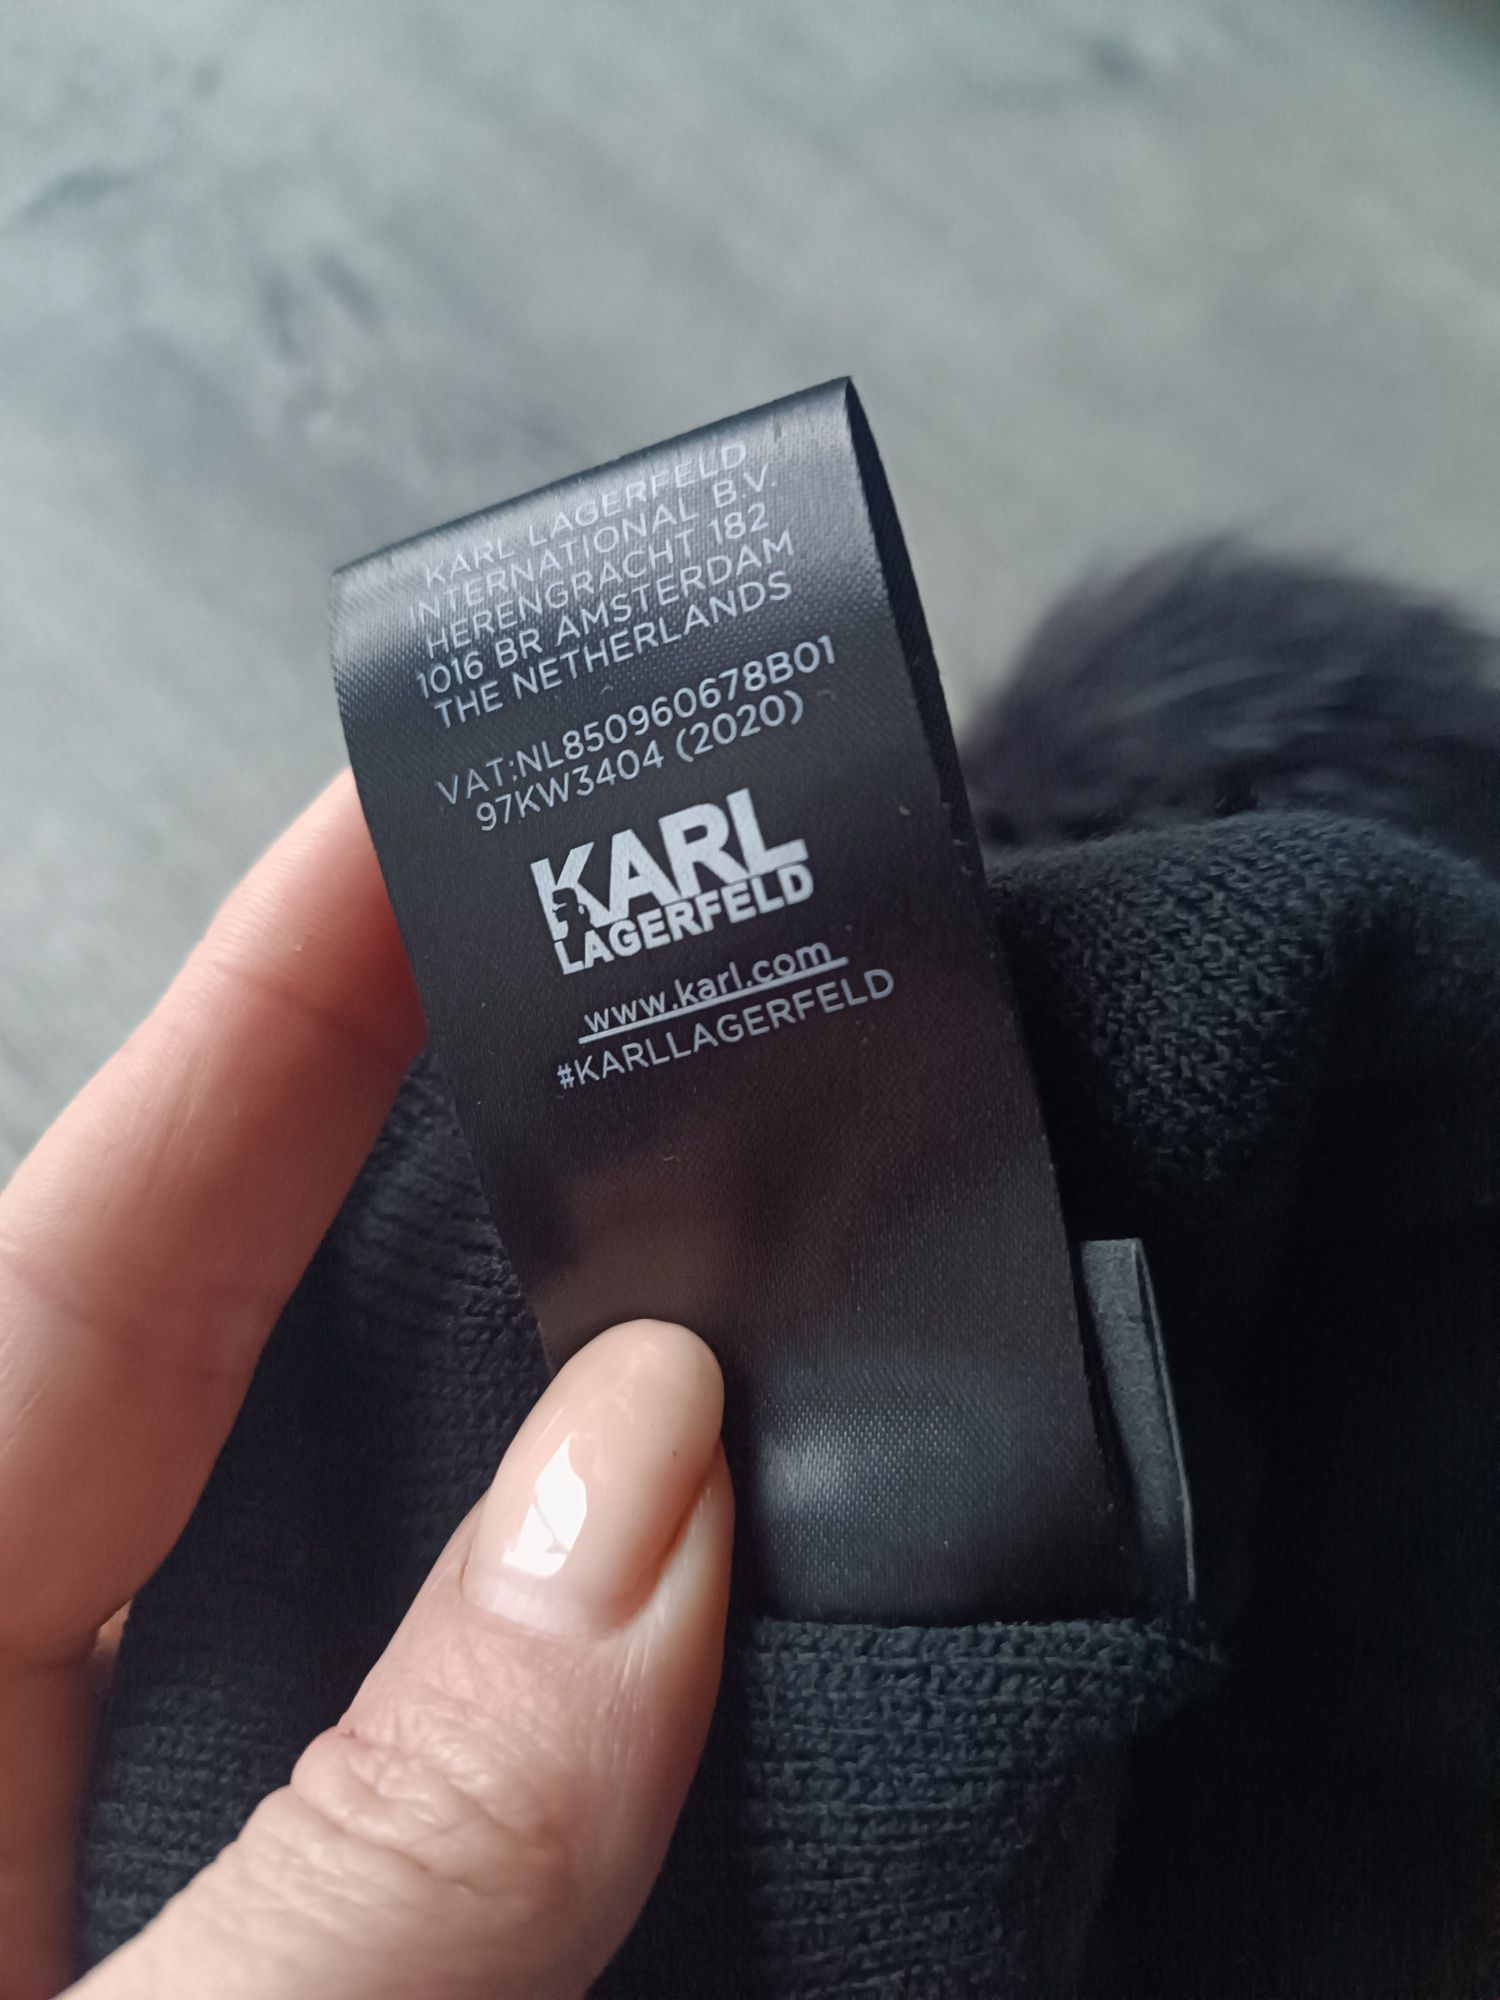 KARL LAGERFELD
INTERNATIONAL B.V.
HERENGRACHT 182
1016 BR AMSTERDAM
THE NETHERLANDS
VAT:NL850960678B01
97KW3404 (2020)
KARL
LAGERFELD
www.karl.com
#KARLLAGERFELD